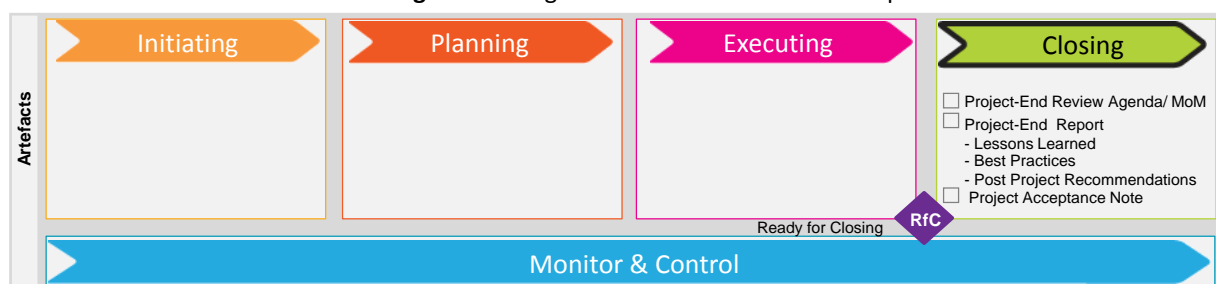 Initiating
Planning
Executing
Closing
Artefacts
Project-End Review Agenda/ MoM
Project-End Report
- Lessons Learned
- Best Practices
- Post Project Recommendations
Project Acceptance Note
Ready for Closing
RfC
Monitor & Control